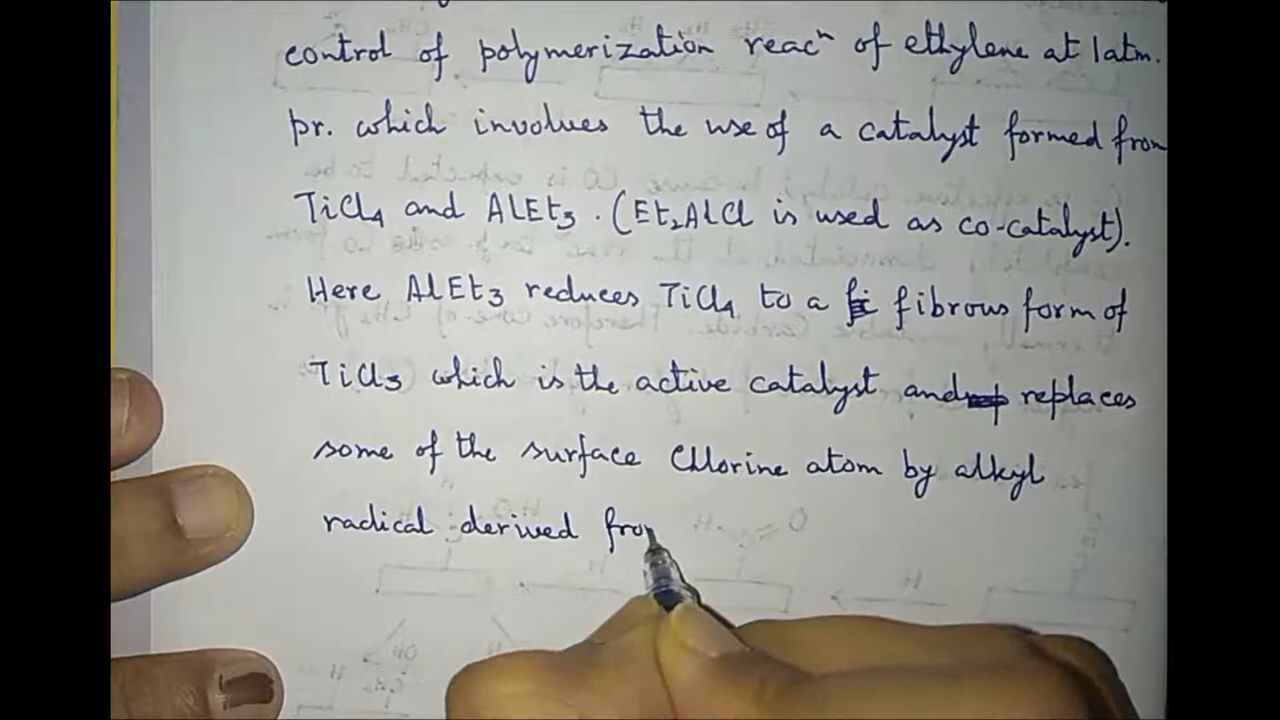 control of polymerization reacⁿ of ethylene at 1atm.
pr. which involves the use of a catalyst formed from
TiCl₄ and AlEt₃. (Et₂AlCl is used as co-catalyst).
Here AlEt₃ reduces TiCl₄ to a fibrous form of
TiCl₃ which is the active catalyst and replaces
some of the surface Chlorine atom by alkyl
radical derived fro